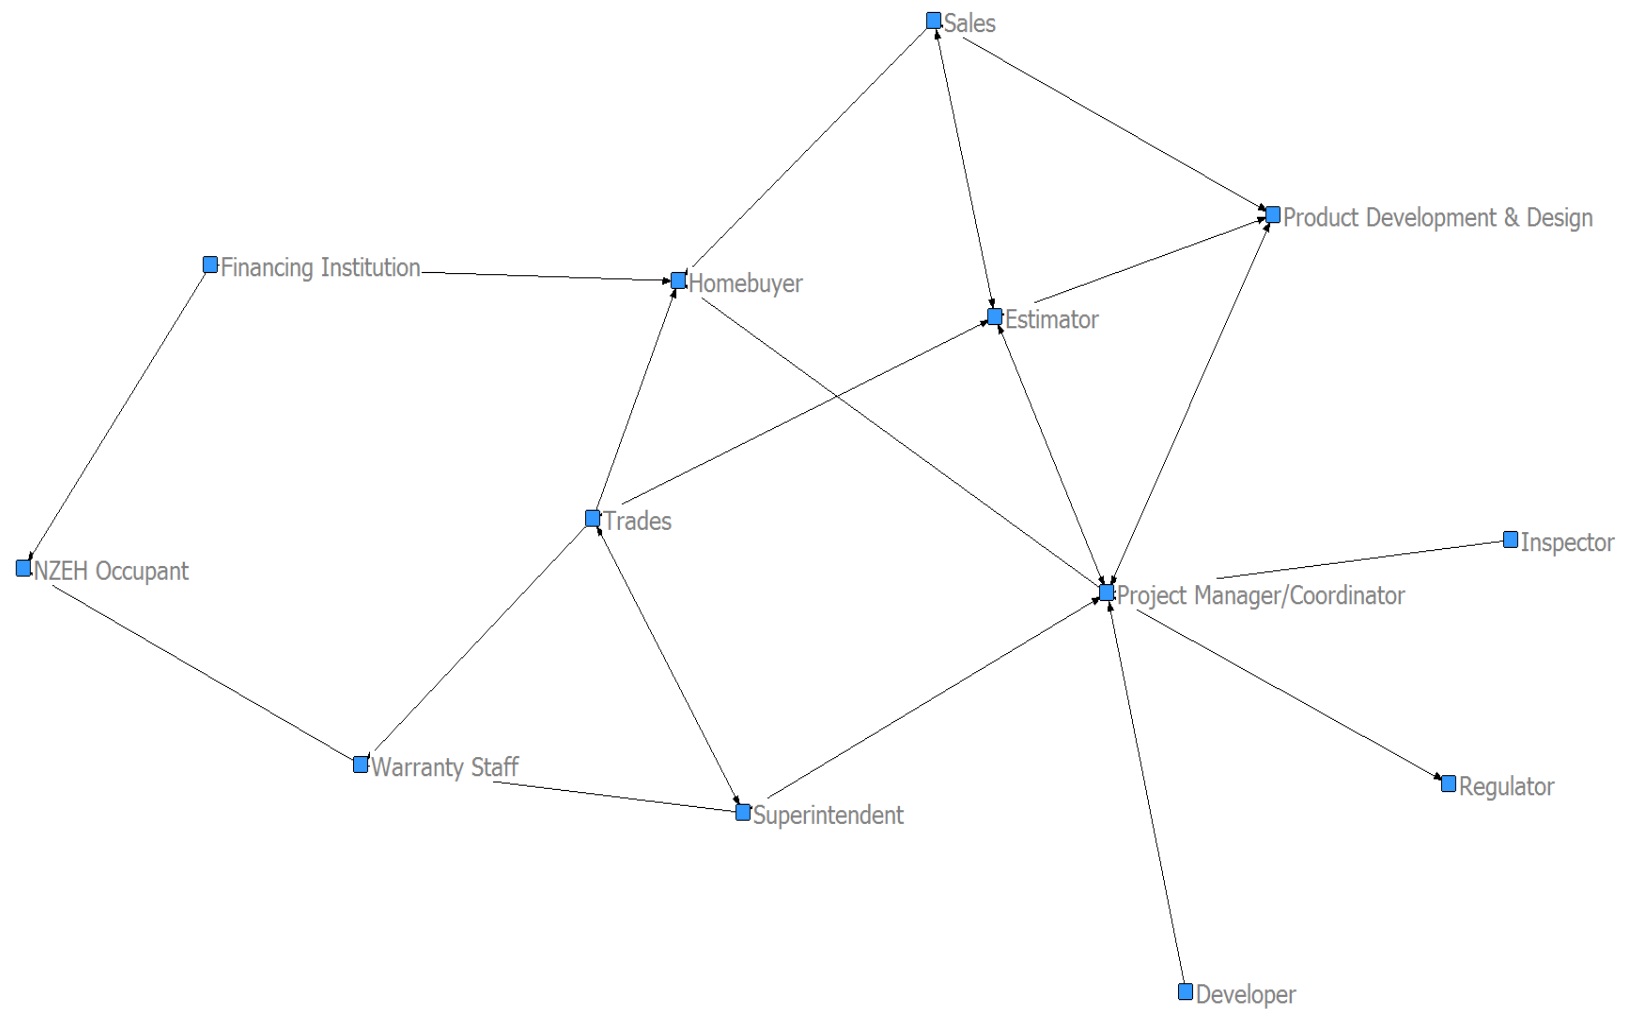 Sales
Product Development & Design
Financing Institution
Homebuyer
Estimator
Trades
Inspector
NZEH Occupant
Project Manager/Coordinator
Warranty Staff
Regulator
Superintendent
Developer